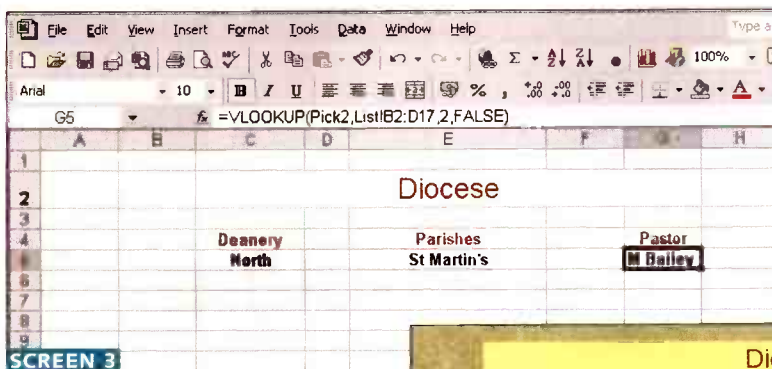 File Edit View Insert Format Tools Data Window Help Type a
Σ 100%
Arial 10 B I U % ,
G5 fx =VLOOKUP(Pick2,List!B2:D17,2,FALSE)
A B C D E F G H
1
2 Diocese
3
4 Deanery Parishes Pastor
5 North St Martin's M Bailey
6
7
8
9
SCREEN 3 Di